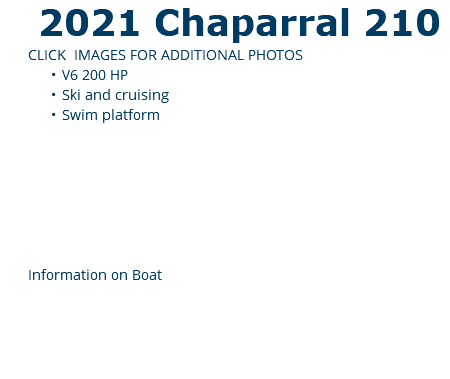 2021 Chaparral 210
CLICK  IMAGES FOR ADDITIONAL PHOTOS
• V6 200 HP
• Ski and cruising
• Swim platform
Information on Boat